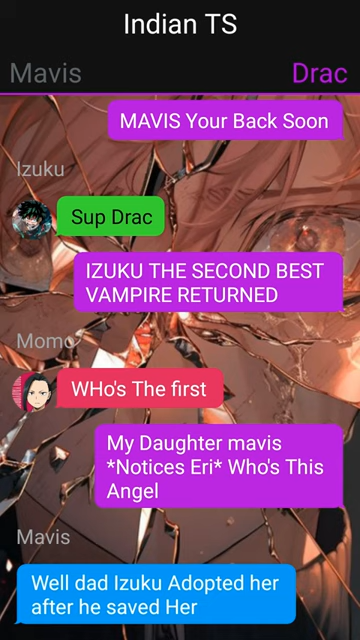 Indian TS
Mavis Drac
MAVIS Your Back Soon
Izuku
Sup Drac
IZUKU THE SECOND BEST
VAMPIRE RETURNED
Momo
WHo's The first
My Daughter mavis
*Notices Eri* Who's This
Angel
Mavis
Well dad Izuku Adopted her
after he saved Her